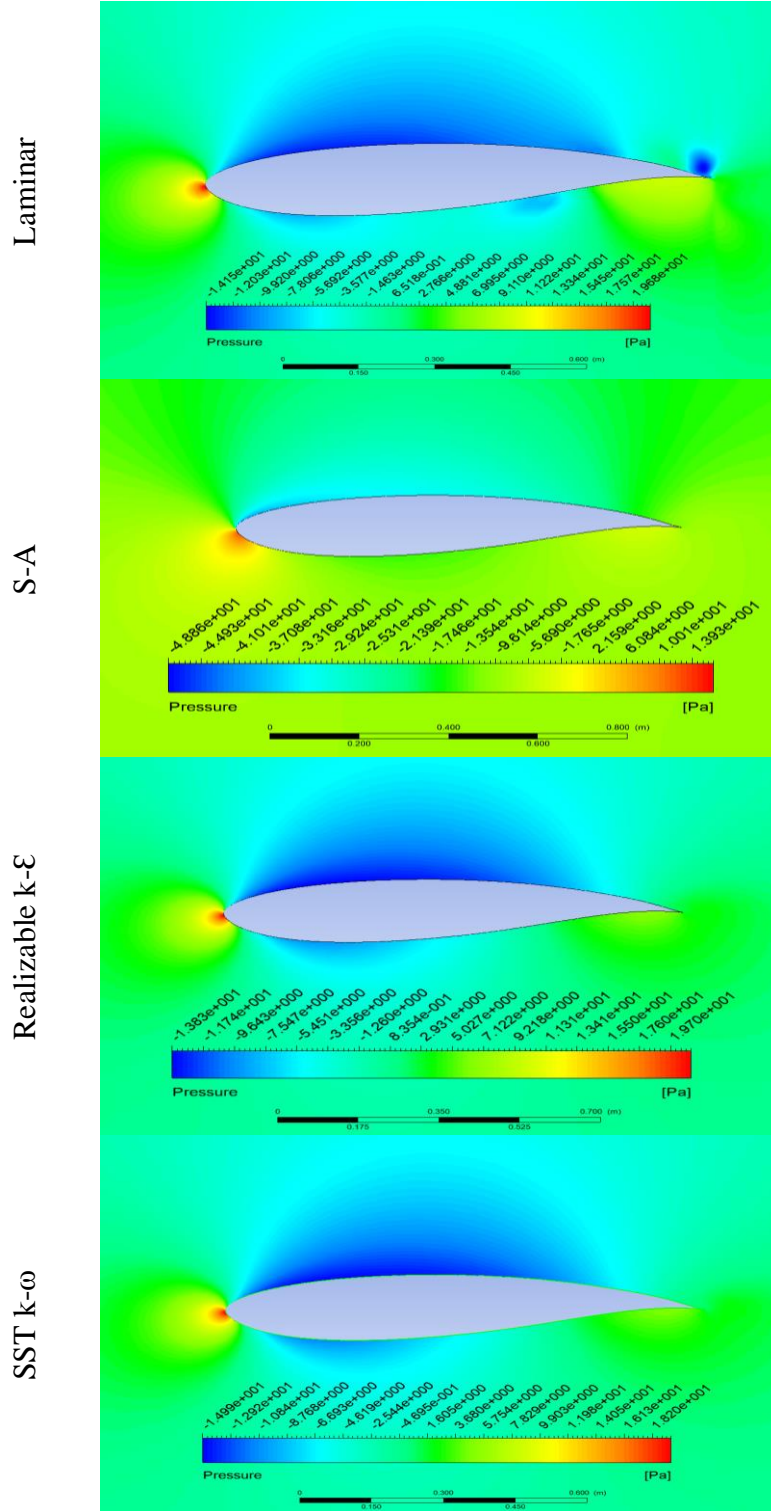 Laminar
-1.415e+001
-1.203e+001
-9.920e+000
-7.806e+000
-5.692e+000
-3.577e+000
-1.463e+000
6.518e-001
2.766e+000
4.881e+000
6.995e+000
9.110e+000
1.122e+001
1.334e+001
1.545e+001
1.757e+001
1.968e+001
Pressure [Pa]
0 0.300 0.600 (m)
0.150 0.450
S-A
-4.886e+001
-4.493e+001
-4.101e+001
-3.708e+001
-3.316e+001
-2.924e+001
-2.531e+001
-2.139e+001
-1.746e+001
-1.354e+001
-9.614e+000
-5.690e+000
-1.765e+000
2.159e+000
6.084e+000
1.001e+001
1.393e+001
Pressure [Pa]
0 0.400 0.800 (m)
0.200 0.600
Realizable k-Ɛ
-1.383e+001
-1.174e+001
-9.643e+000
-7.547e+000
-5.451e+000
-3.356e+000
-1.260e+000
8.354e-001
2.931e+000
5.027e+000
7.122e+000
9.218e+000
1.131e+001
1.341e+001
1.550e+001
1.760e+001
1.970e+001
Pressure [Pa]
0 0.350 0.700 (m)
0.175 0.525
SST k-ω
-1.499e+001
-1.292e+001
-1.084e+001
-8.768e+000
-6.693e+000
-4.619e+000
-2.544e+000
-4.695e-001
1.605e+000
3.680e+000
5.754e+000
7.829e+000
9.903e+000
1.198e+001
1.405e+001
1.613e+001
1.820e+001
Pressure [Pa]
0 0.300 0.600 (m)
0.150 0.450